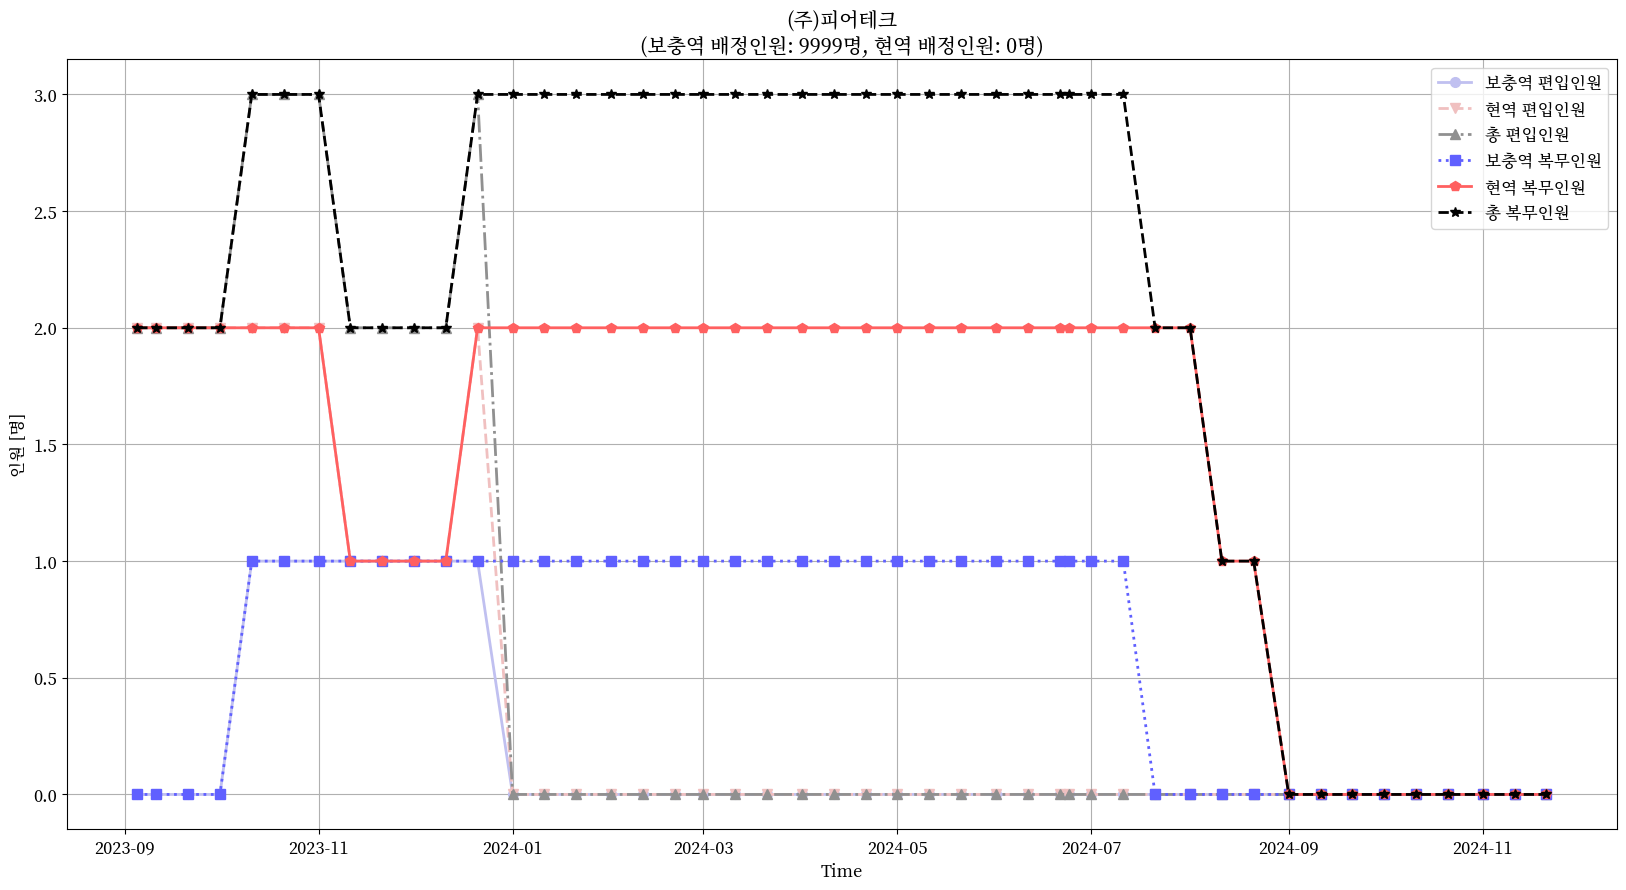 (주)피어테크
(보충역 배정인원: 9999명, 현역 배정인원: 0명)
보충역 편입인원
현역 편입인원
총 편입인원
보충역 복무인원
현역 복무인원
총 복무인원
인원 [명]
3.0
2.5
2.0
1.5
1.0
0.5
0.0
2023-09 2023-11 2024-01 2024-03 2024-05 2024-07 2024-09 2024-11
Time